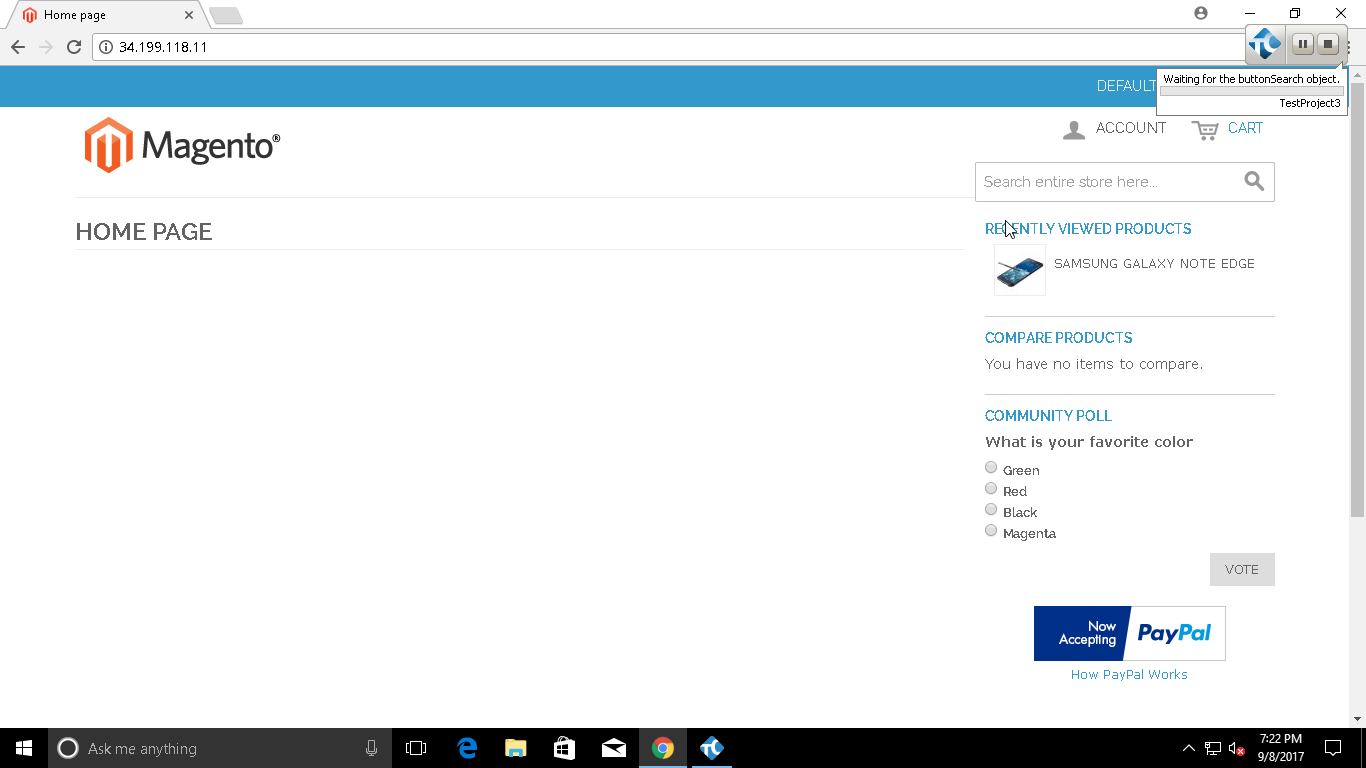 Home page
34.199.118.11
Waiting for the buttonSearch object.
TestProject3
DEFAULT
Magento®
ACCOUNT
CART
Search entire store here...
HOME PAGE
RECENTLY VIEWED PRODUCTS
SAMSUNG GALAXY NOTE EDGE
COMPARE PRODUCTS
You have no items to compare.
COMMUNITY POLL
What is your favorite color
Green
Red
Black
Magenta
VOTE
Now
Accepting
PayPal
How PayPal Works
Ask me anything
7:22 PM
9/8/2017